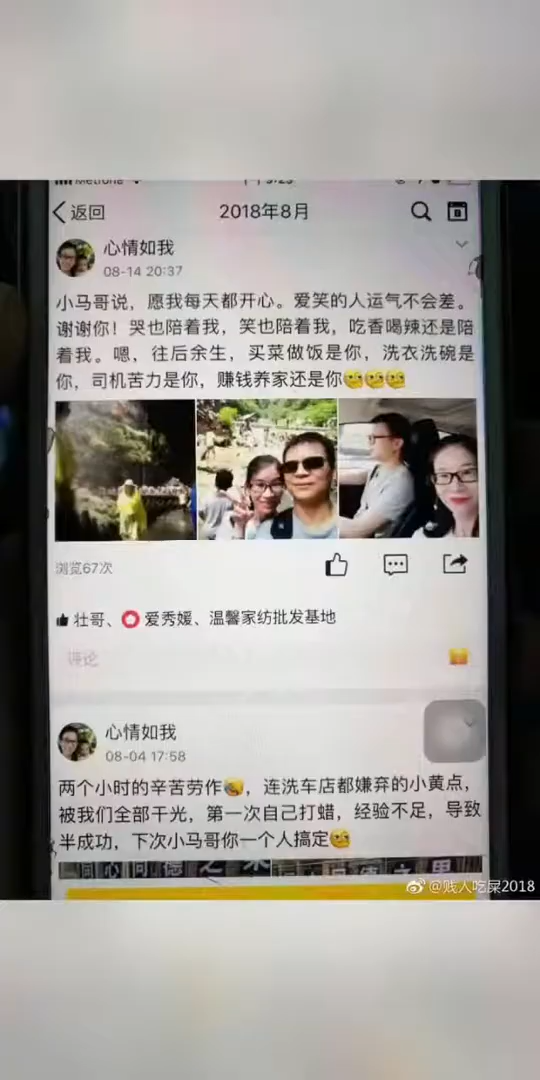 返回
2018年8月
心情如我
08-14 20:37
小马哥说，愿我每天都开心。爱笑的人运气不会差。
谢谢你！哭也陪着我，笑也陪着我，吃香喝辣还是陪
着我。嗯，往后余生，买菜做饭是你，洗衣洗碗是
你，司机苦力是你，赚钱养家还是你
浏览67次
壮哥、爱秀媛、温馨家纺批发基地
评论
心情如我
08-04 17:58
两个小时的辛苦劳作，连洗车店都嫌弃的小黄点，
被我们全部干光，第一次自己打蜡，经验不足，导致
半成功，下次小马哥你一个人搞定
@贱人吃屎2018